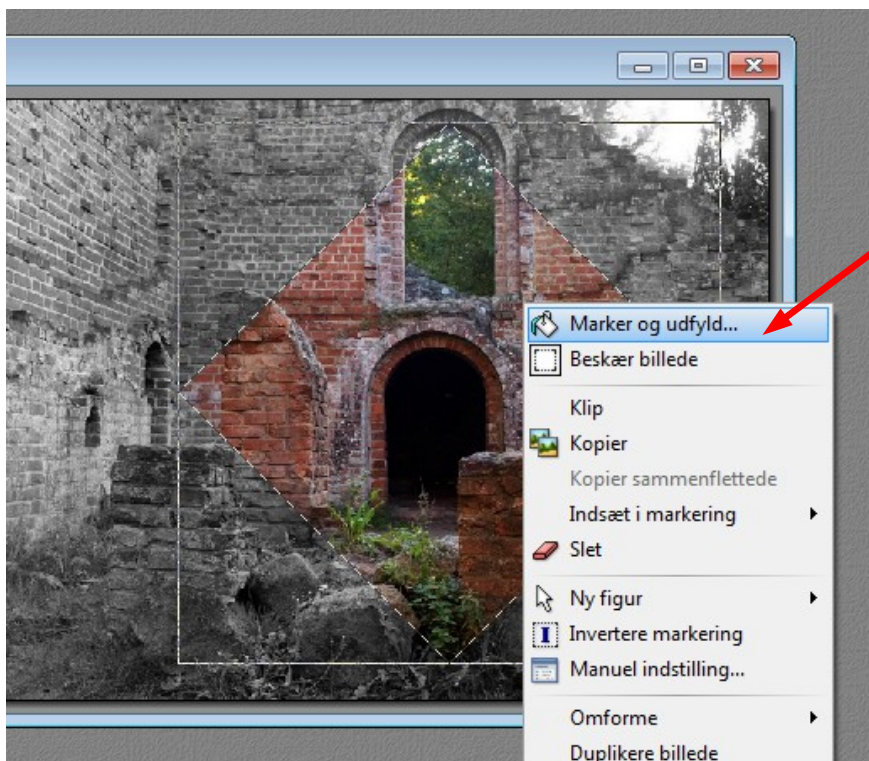 Marker og udfyld...
Beskær billede
Klip
Kopier
Kopier sammenflettede
Indsæt i markering
Slet
Ny figur
Invertere markering
Manuel indstilling...
Omforme
Duplikere billede